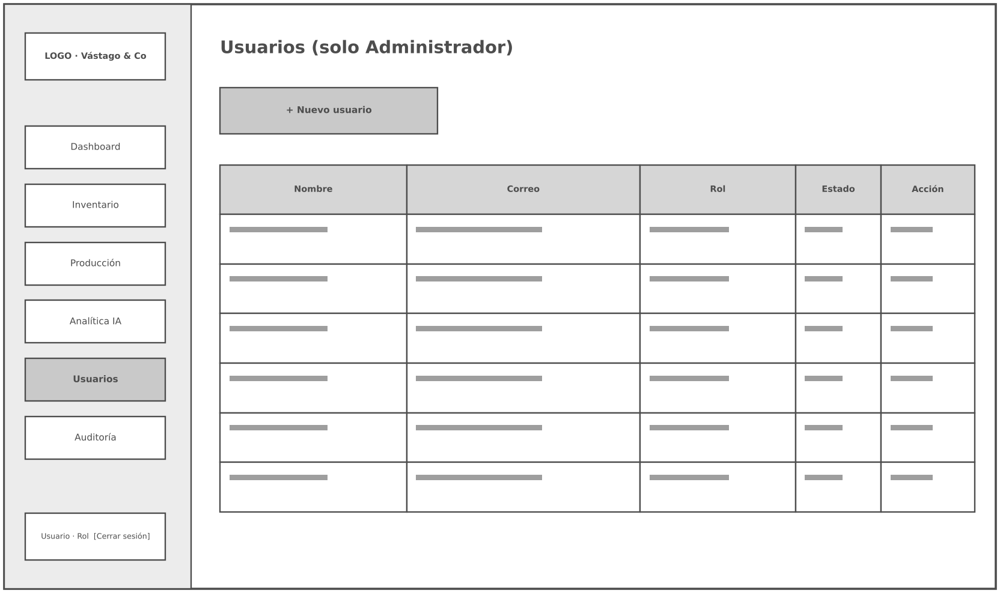 LOGO · Vástago & Co
Dashboard
Inventario
Producción
Analítica IA
Usuarios
Auditoría
Usuario · Rol  [Cerrar sesión]
Usuarios (solo Administrador)
+ Nuevo usuario
Nombre Correo Rol Estado Acción